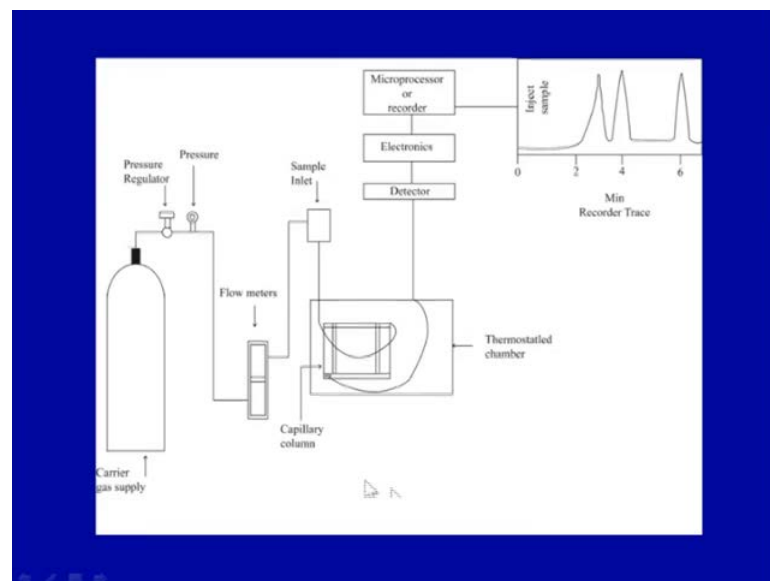 Microprocessor
or
recorder
Inject
sample
Electronics
Detector
0 2 4 6
Min
Recorder Trace
Pressure
Pressure
Regulator
Sample
Inlet
Flow meters
Thermostatled
chamber
Capillary
column
Carrier
gas supply